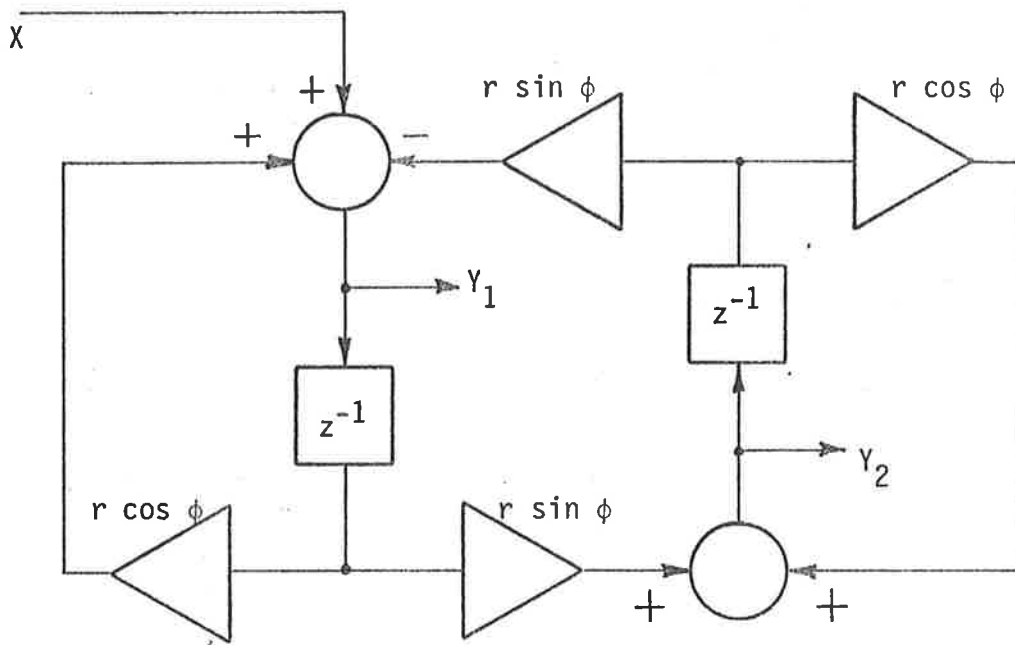 X
r sin ϕ
r cos ϕ
+
+
−
Y₁
z⁻¹
z⁻¹
Y₂
r cos ϕ
r sin ϕ
+
+